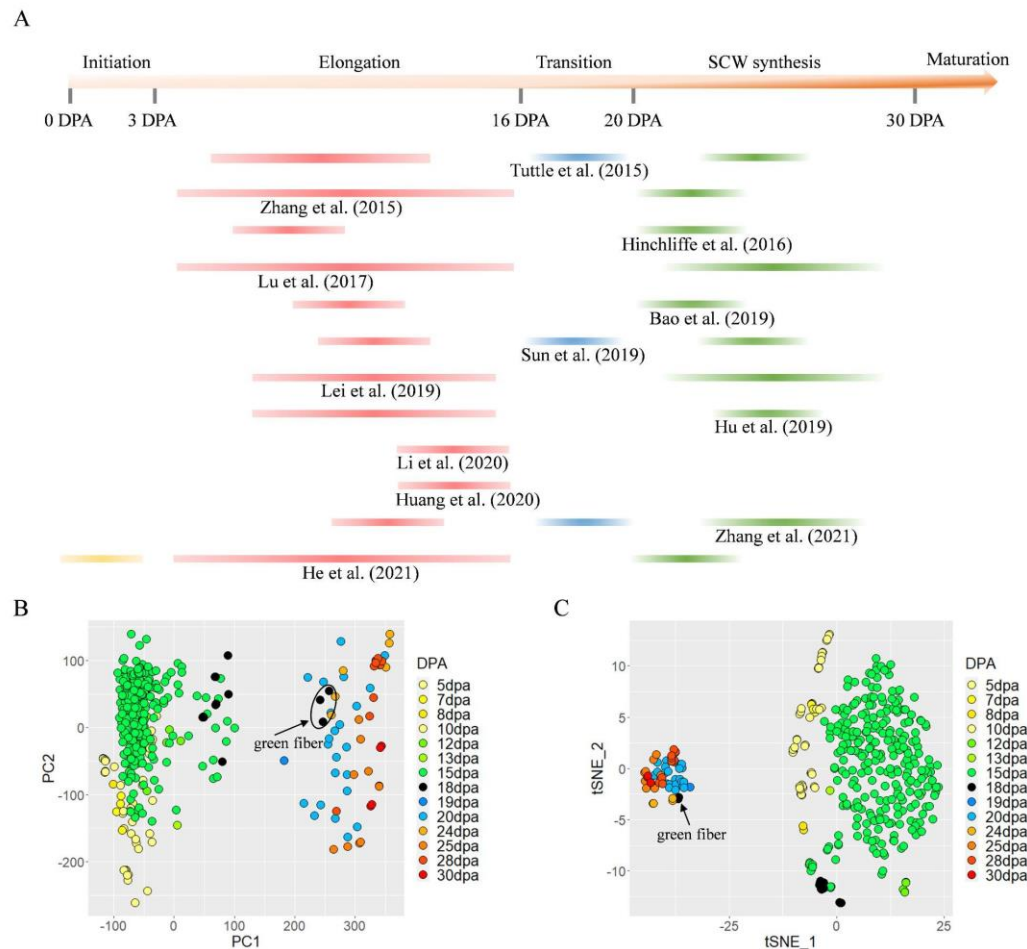 A
Initiation Elongation Transition SCW synthesis Maturation
0 DPA 3 DPA 16 DPA 20 DPA 30 DPA
Tuttle et al. (2015)
Zhang et al. (2015)
Hinchliffe et al. (2016)
Lu et al. (2017)
Bao et al. (2019)
Sun et al. (2019)
Lei et al. (2019)
Hu et al. (2019)
Li et al. (2020)
Huang et al. (2020)
Zhang et al. (2021)
He et al. (2021)
B
PC2
100
0
-100
-200
green fiber
-100 0 100 200 300
PC1
DPA
5dpa
7dpa
8dpa
10dpa
12dpa
13dpa
15dpa
18dpa
19dpa
20dpa
24dpa
25dpa
28dpa
30dpa
C
tSNE_2
10
5
0
-5
-10
green fiber
-25 0 25
tSNE_1
DPA
5dpa
7dpa
8dpa
10dpa
12dpa
13dpa
15dpa
18dpa
19dpa
20dpa
24dpa
25dpa
28dpa
30dpa